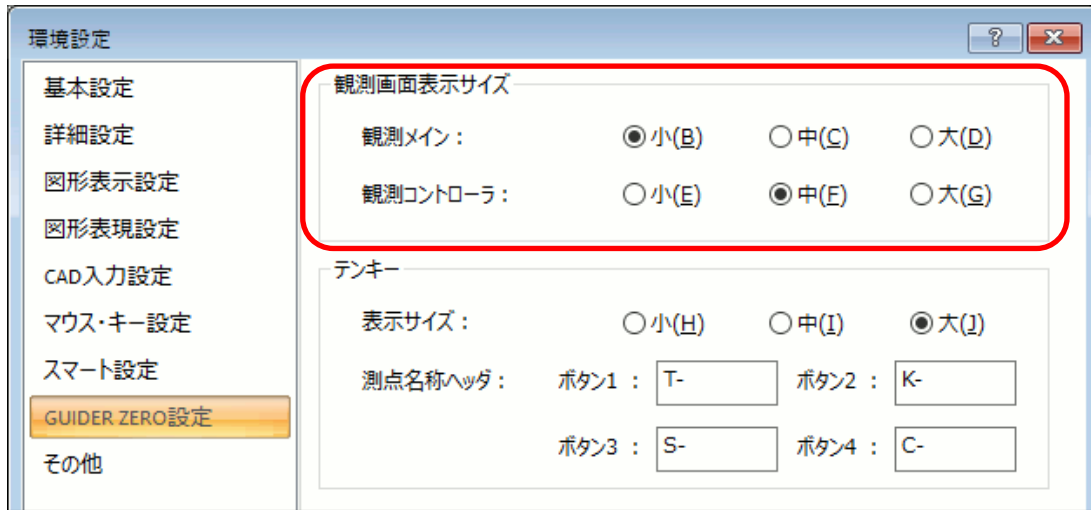 環境設定
基本設定
詳細設定
図形表示設定
図形表現設定
CAD入力設定
マウス・キー設定
スマート設定
GUIDER ZERO設定
その他
観測画面表示サイズ
観測メイン： 小(B) 中(C) 大(D)
観測コントローラ： 小(E) 中(F) 大(G)
テンキー
表示サイズ： 小(H) 中(I) 大(J)
測点名称ヘッダ： ボタン1 ： T- ボタン2 ： K-
ボタン3 ： S- ボタン4 ： C-